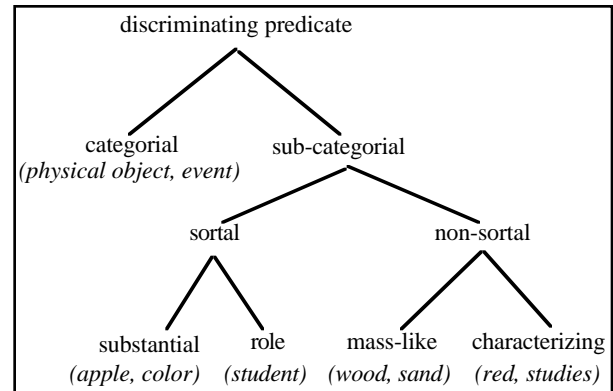 discriminating predicate
categorial sub-categorial
(physical object, event)
sortal non-sortal
substantial role mass-like characterizing
(apple, color) (student) (wood, sand) (red, studies)